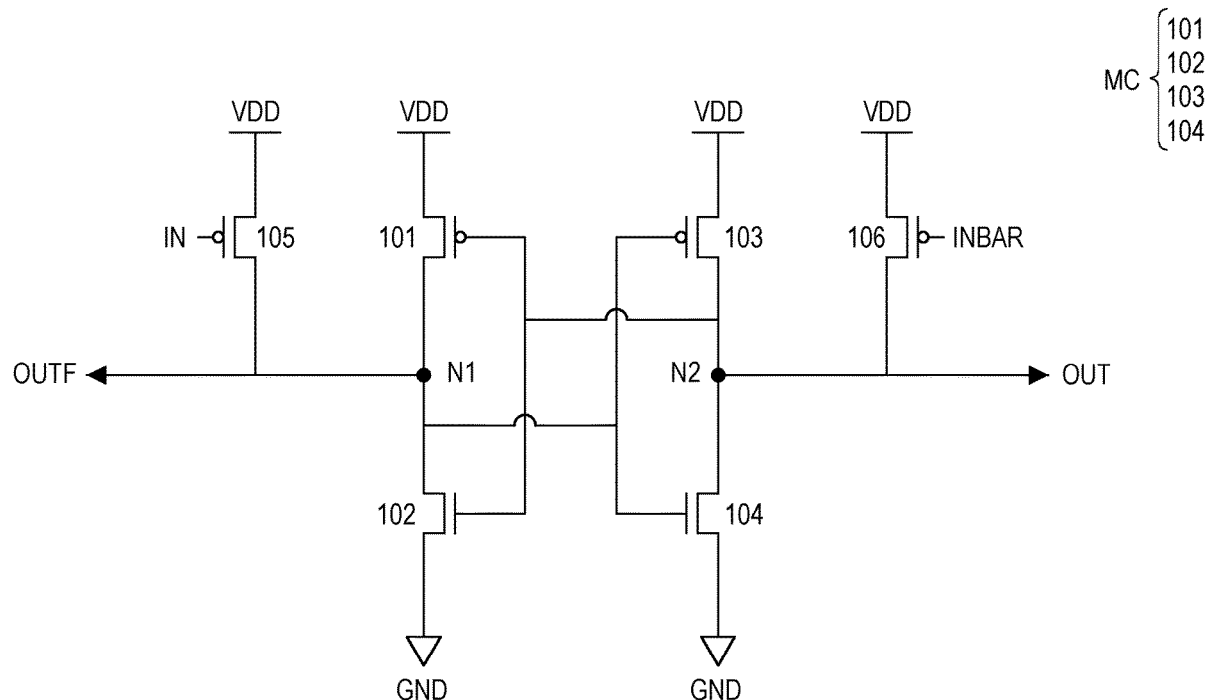 101
102
MC
103
104
VDD
VDD
VDD
VDD
IN
105
101
103
106
INBAR
OUTF
N1
N2
OUT
102
104
GND
GND